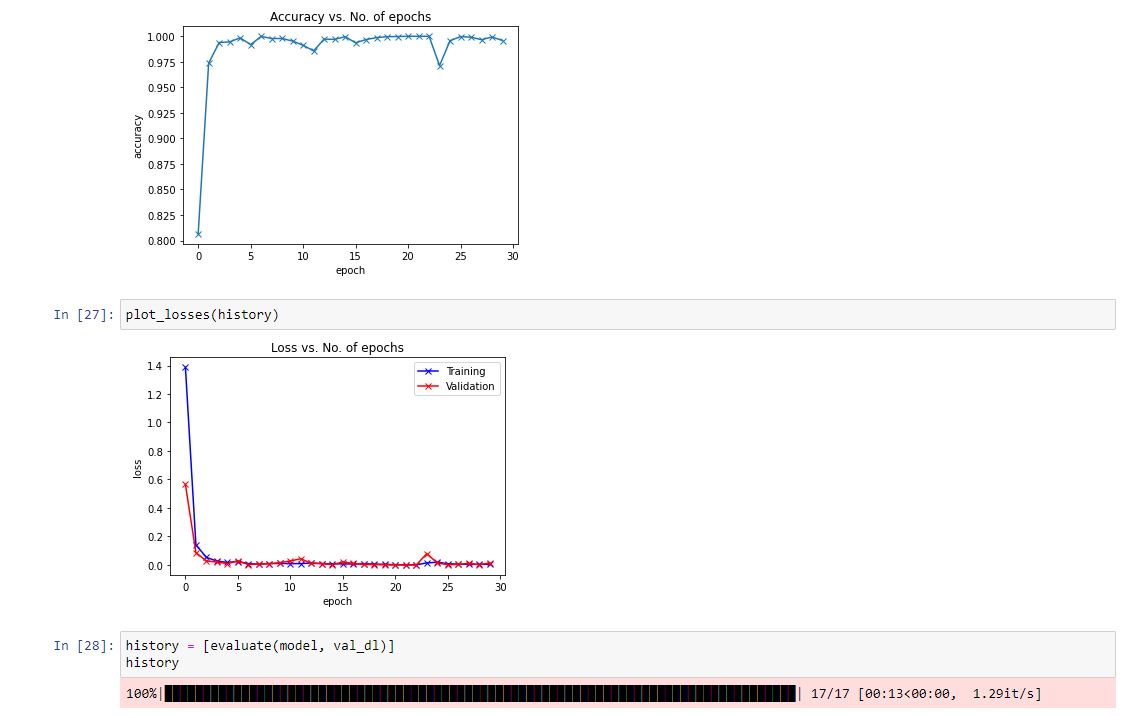 Accuracy vs. No. of epochs
1.000
0.975
0.950
0.925
0.900
0.875
0.850
0.825
0.800
accuracy
0 5 10 15 20 25 30
epoch
In [27]: plot_losses(history)
Loss vs. No. of epochs
Training
Validation
1.4
1.2
1.0
0.8
0.6
0.4
0.2
0.0
loss
0 5 10 15 20 25 30
epoch
In [28]: history = [evaluate(model, val_dl)]
history
100%|██████████| 17/17 [00:13<00:00, 1.29it/s]